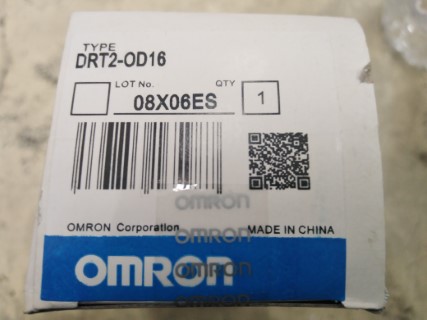 TYPE
DRT2-OD16
LOT No. QTY
08X06ES 1
OMRON
OMRON Corporation MADE IN CHINA
OMRON
OMRON
OMRON
OMRON